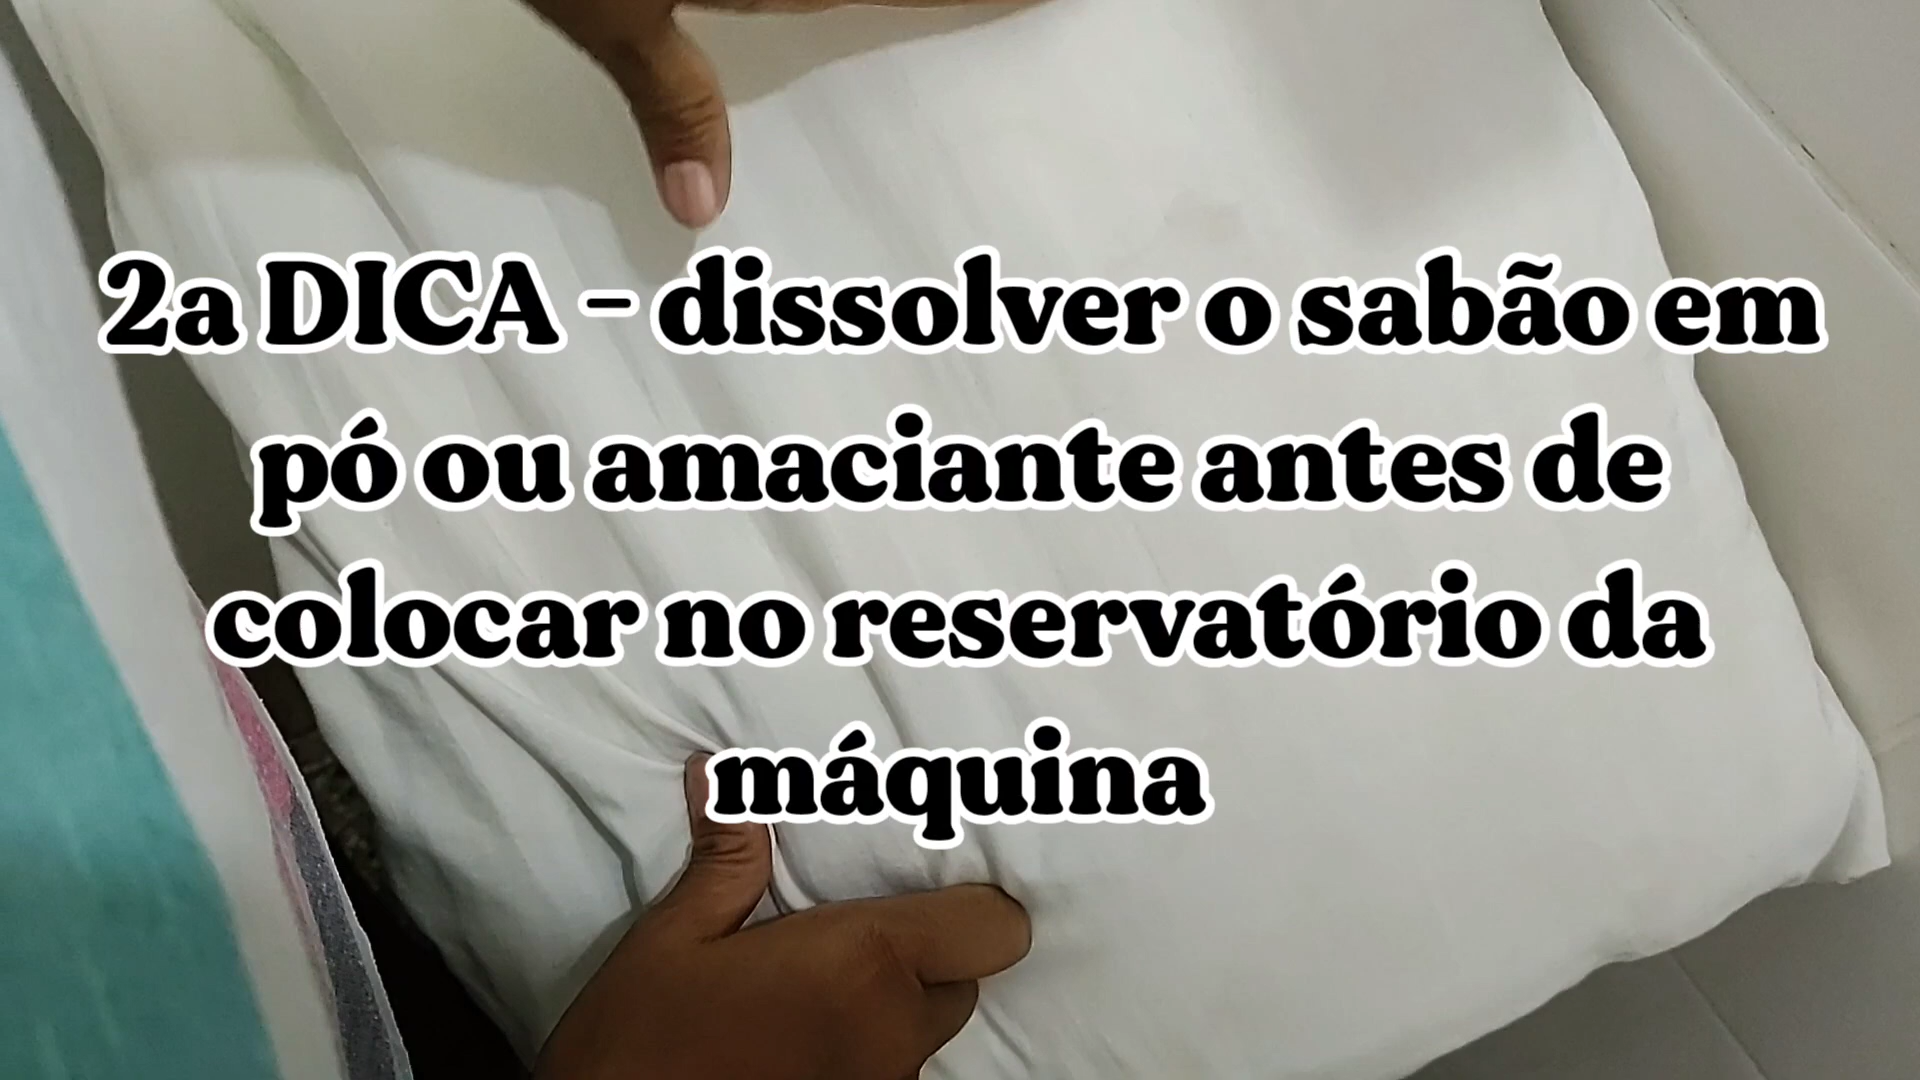 2a DICA - dissolver o sabão em
pó ou amaciante antes de
colocar no reservatório da
máquina